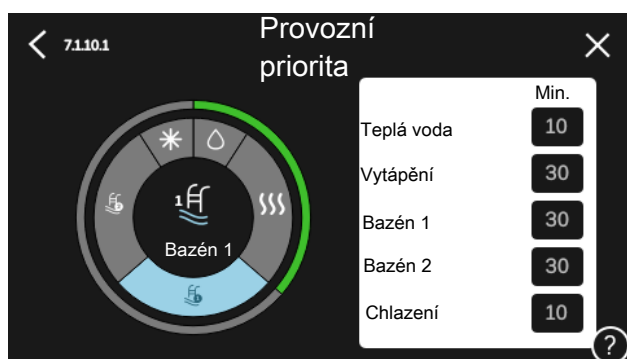 7.1.10.1
Provozní
priorita
Min.
Teplá voda 10
Vytápění 30
Bazén 1 30
Bazén 2 30
Chlazení 10
1
Bazén 1
?